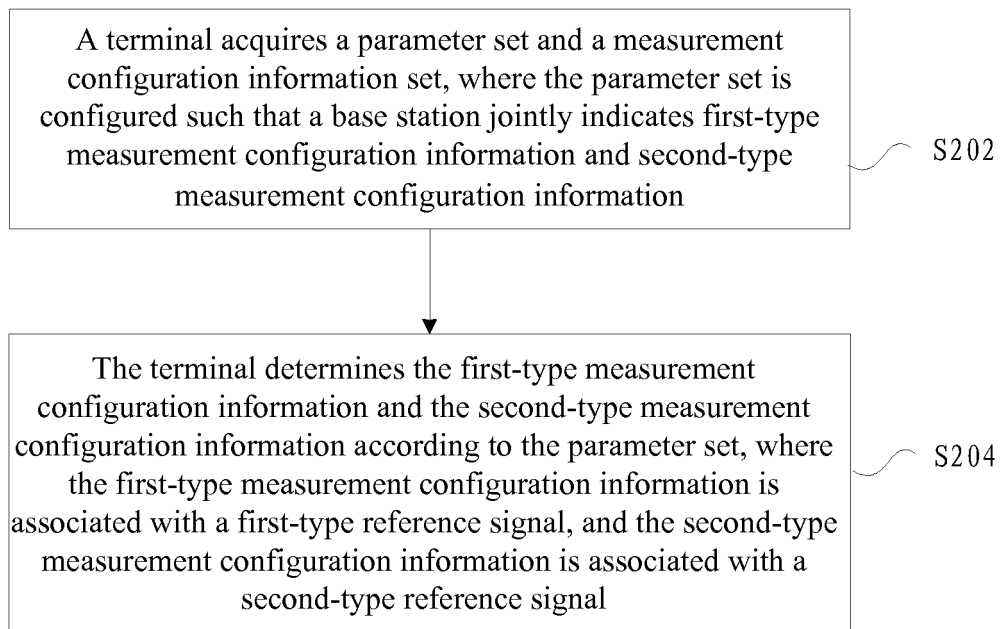 A terminal acquires a parameter set and a measurement
configuration information set, where the parameter set is
configured such that a base station jointly indicates first-type
measurement configuration information and second-type
measurement configuration information
S202
The terminal determines the first-type measurement
configuration information and the second-type measurement
configuration information according to the parameter set, where
the first-type measurement configuration information is
associated with a first-type reference signal, and the second-type
measurement configuration information is associated with a
second-type reference signal
S204